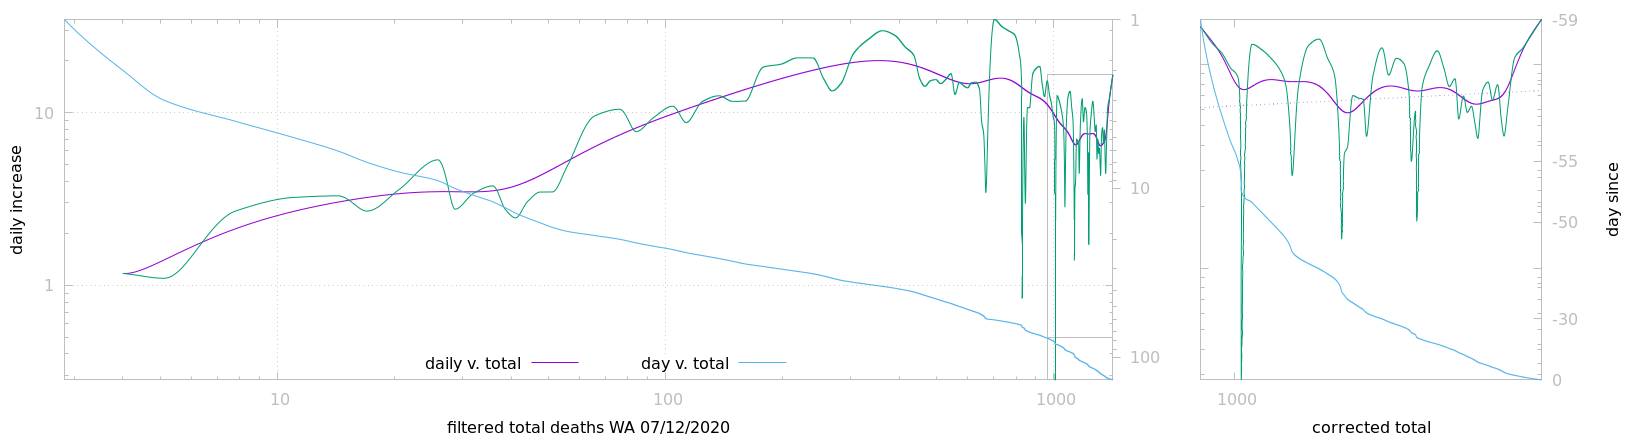 1
-59
10
daily increase
-55
day since
10
-50
1
-30
daily v. total
day v. total
100
0
10
100
1000
1000
filtered total deaths WA 07/12/2020
corrected total